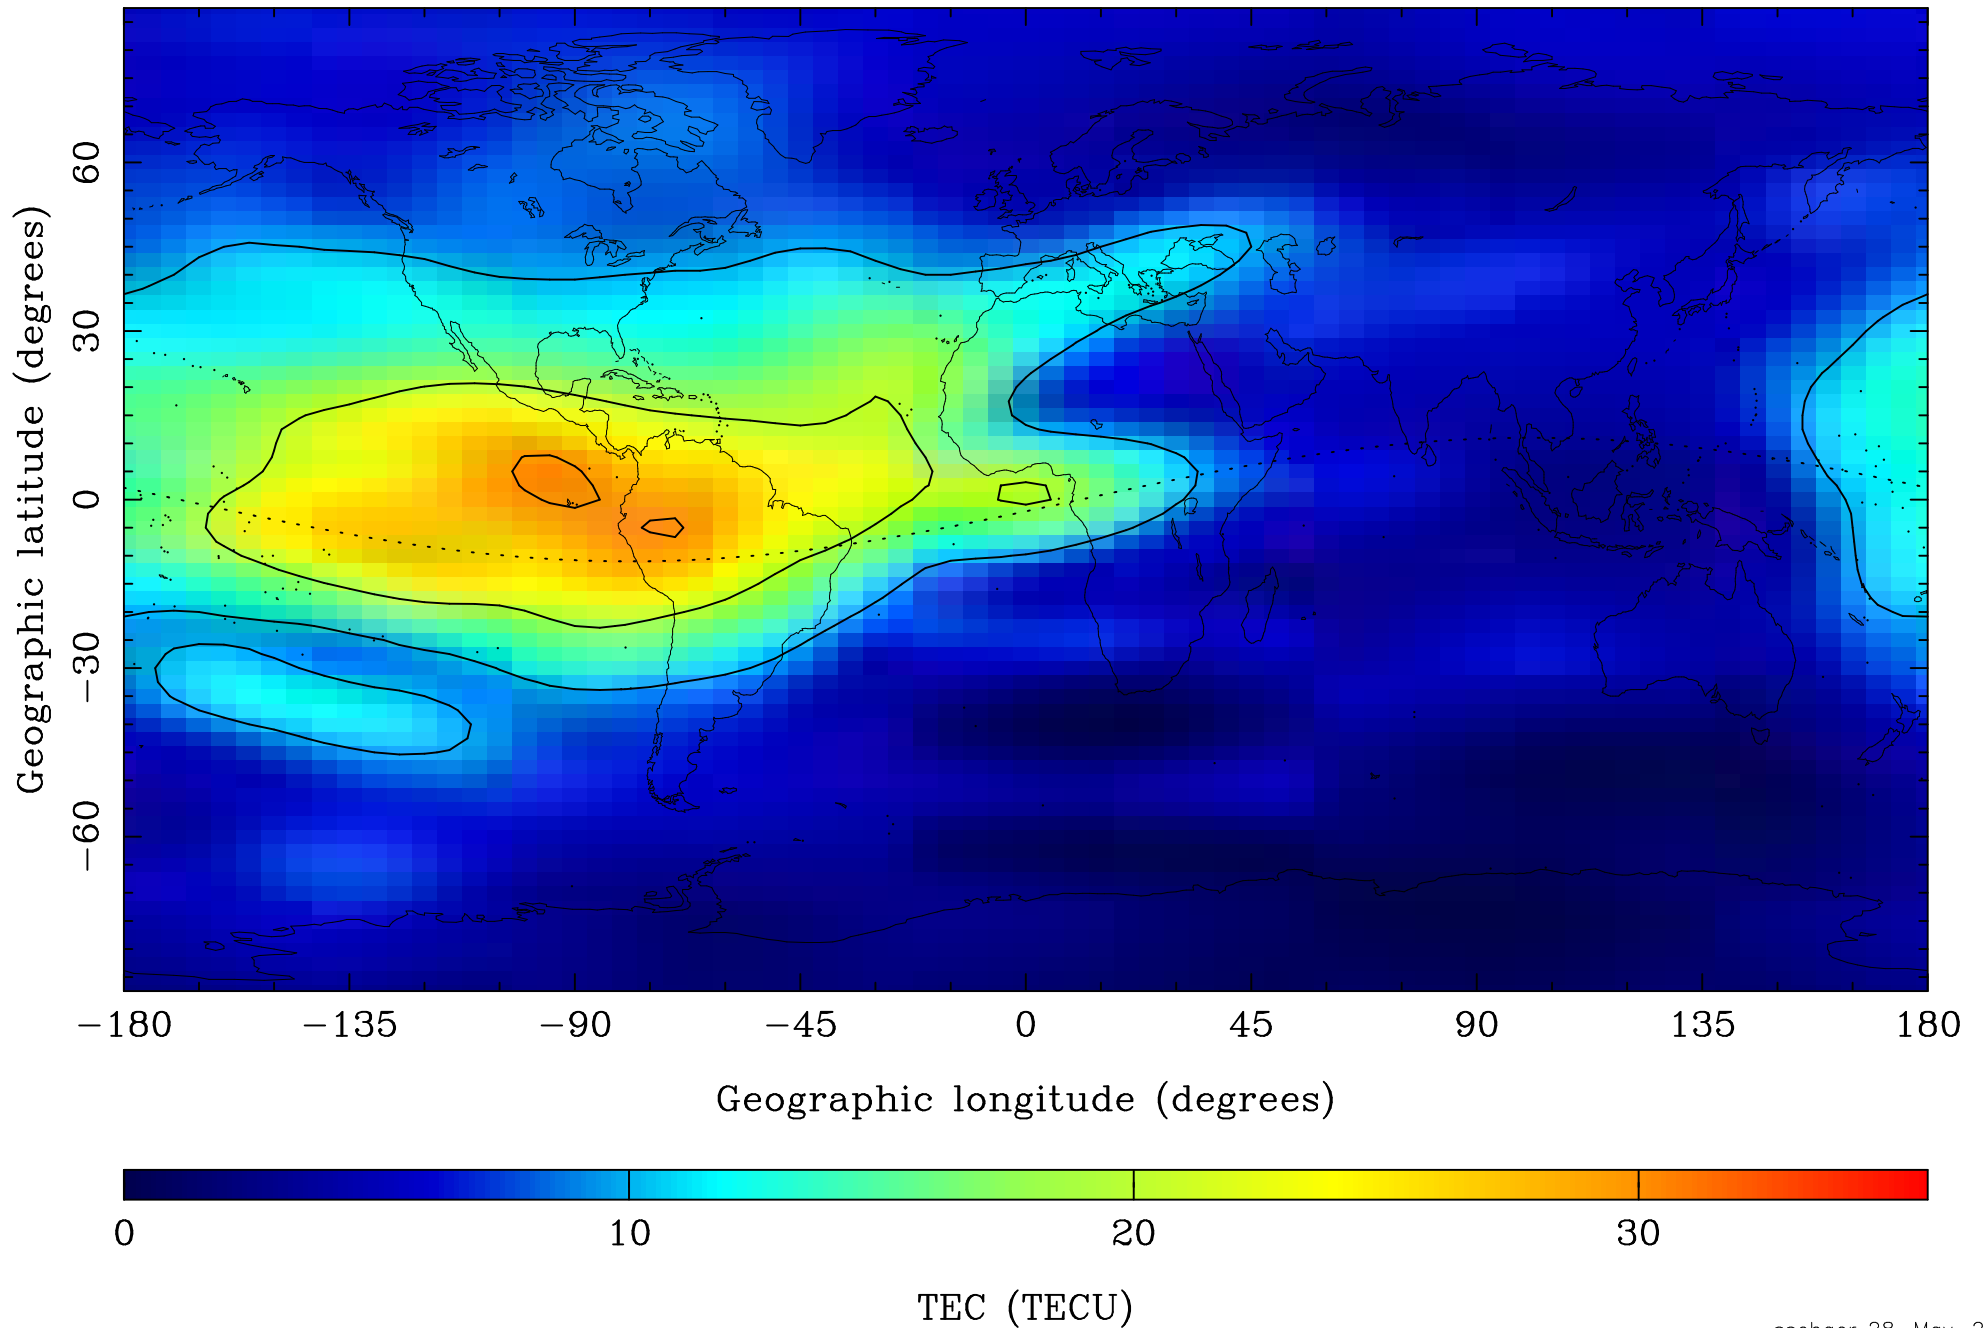 Geographic latitude (degrees)
60
30
0
−30
−60
−180 −135 −90 −45 0 45 90 135 180
Geographic longitude (degrees)
0 10 20 30
TEC (TECU)